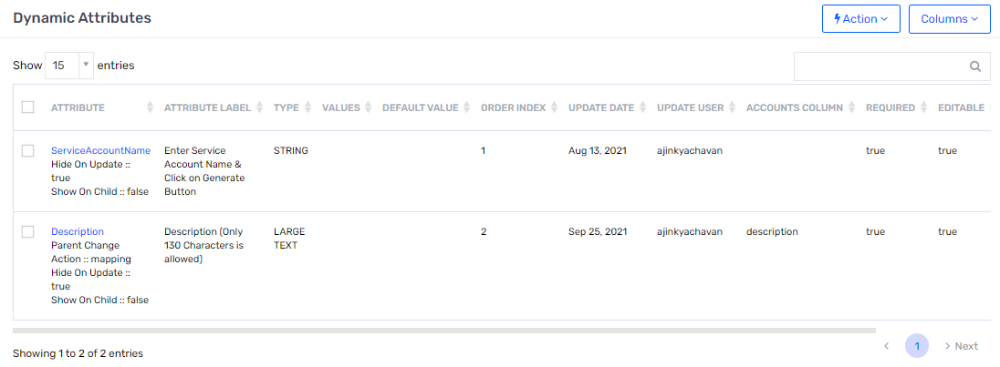 Dynamic Attributes
Action
Columns
Show 15 entries
ATTRIBUTE ATTRIBUTE LABEL TYPE VALUES DEFAULT VALUE ORDER INDEX UPDATE DATE UPDATE USER ACCOUNTS COLUMN REQUIRED EDITABLE
ServiceAccountName Enter Service STRING 1 Aug 13, 2021 ajinkyachavan true true
Hide On Update :: Account Name &
true Click on Generate
Show On Child :: false Button
Description Description (Only LARGE 2 Sep 25, 2021 ajinkyachavan description true true
Parent Change 130 Characters is TEXT
Action :: mapping allowed)
Hide On Update ::
true
Show On Child :: false
Showing 1 to 2 of 2 entries
1 Next